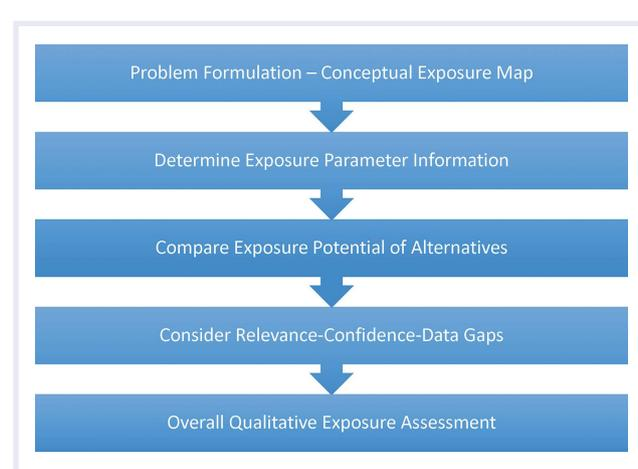 Problem Formulation – Conceptual Exposure Map
Determine Exposure Parameter Information
Compare Exposure Potential of Alternatives
Consider Relevance-Confidence-Data Gaps
Overall Qualitative Exposure Assessment